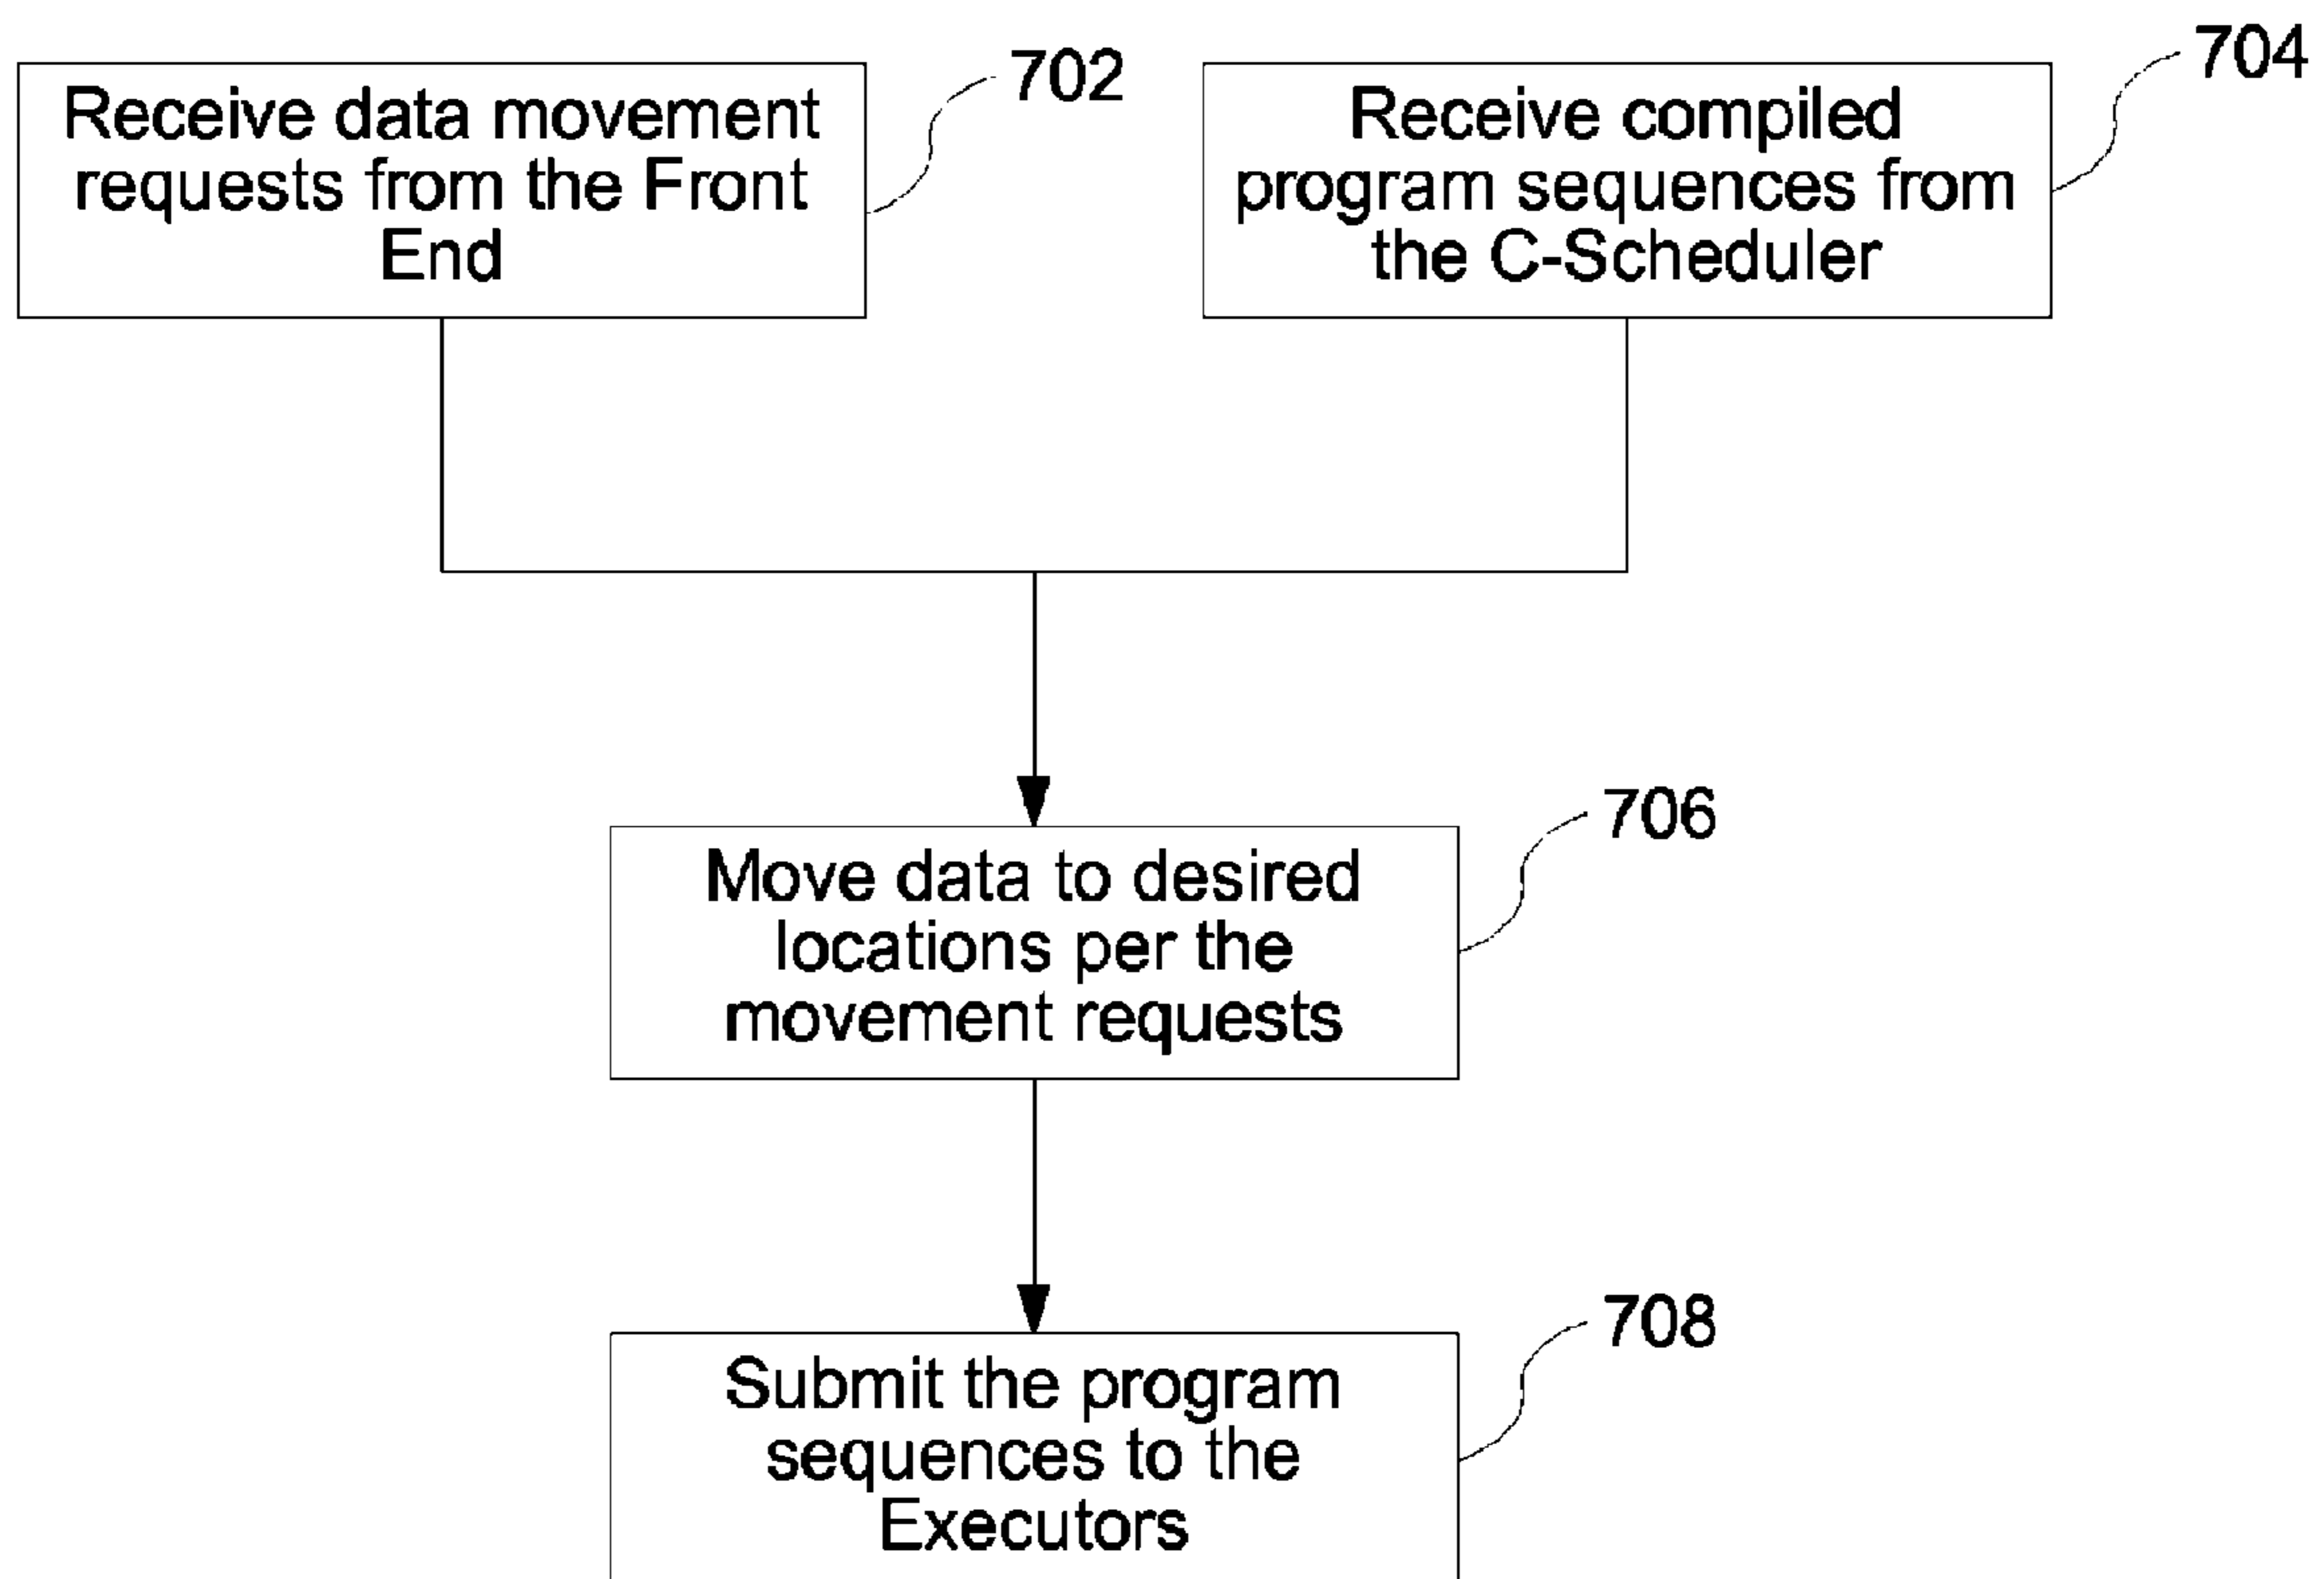 Receive data movement
requests from the Front
End
702
Receive compiled
program sequences from
the C-Scheduler
704
Move data to desired
locations per the
movement requests
706
Submit the program
sequences to the
Executors
708